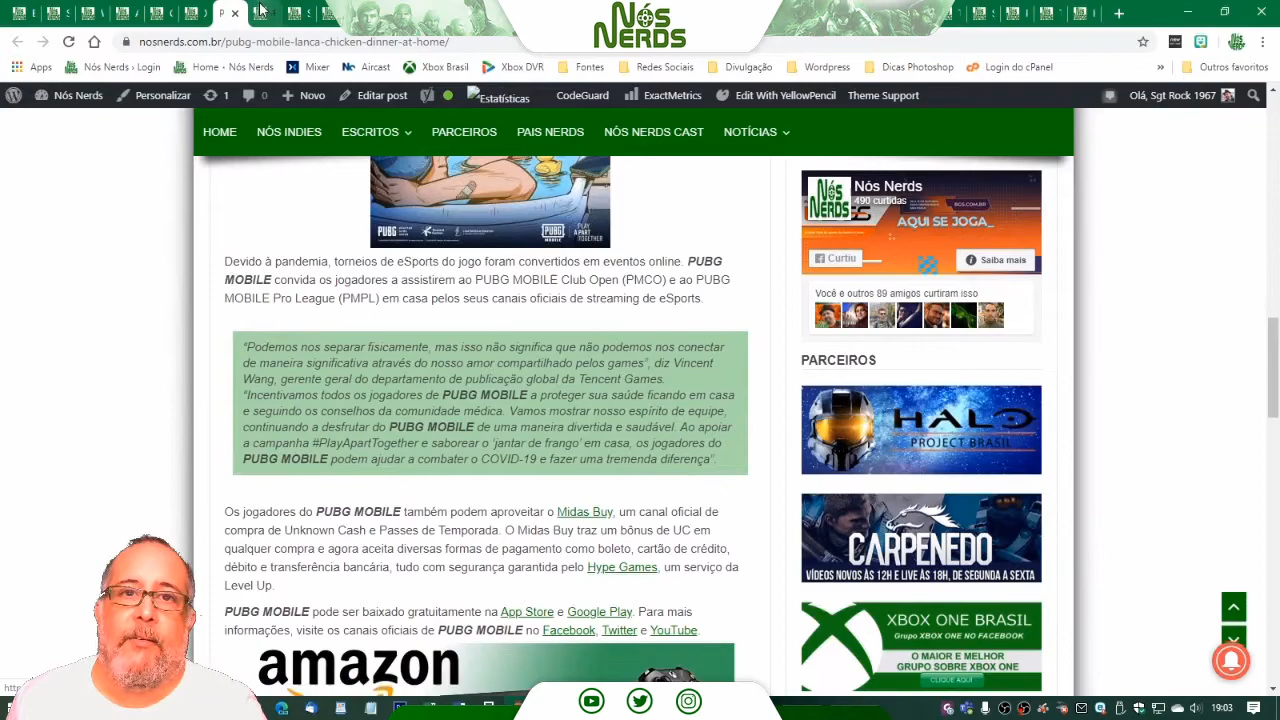 NÓS NERDS
P
nosnerds.com.br/pubg-mobile-lanca-chicken-dinner-at-home/
Apps Nós Nerds › Login Home · Nós Nerds Mixer Aircast Xbox Brasil Xbox DVR Fontes Redes Sociais Divulgação Wordpress Dicas Photoshop Login do cPanel » Outros favoritos
Nós Nerds Personalizar 1 0 Novo Estatísticas CodeGuard ExactMetrics Edit With YellowPencil Theme Support Olá, Sgt Rock 1967
HOME NÓS INDIES ESCRITOS PARCEIROS PAIS NERDS NÓS NERDS CAST NOTÍCIAS
PUBG MOBILE PLAY APART TOGETHER
Devido à pandemia, torneios de eSports do jogo foram convertidos em eventos online. PUBG
MOBILE convida os jogadores a assistirem ao PUBG MOBILE Club Open (PMCO) e ao PUBG
MOBILE Pro League (PMPL) em casa pelos seus canais oficiais de streaming de eSports.
“Podemos nos separar fisicamente, mas isso não significa que não podemos nos conectar
de maneira significativa através do nosso amor compartilhado pelos games”, diz Vincent
Wang, gerente geral do departamento de publicação global da Tencent Games.
“Incentivamos todos os jogadores de PUBG MOBILE a proteger sua saúde ficando em casa
e seguindo os conselhos da comunidade médica. Vamos mostrar nosso espírito de equipe,
continuando a desfrutar do PUBG MOBILE de uma maneira divertida e saudável. Ao apoiar
a campanha #PlayApartTogether e saborear o ‘jantar de frango’ em casa, os jogadores do
PUBG MOBILE podem ajudar a combater o COVID-19 e fazer uma tremenda diferença”.
Os jogadores do PUBG MOBILE também podem aproveitar o Midas Buy, um canal oficial de
compra de Unknown Cash e Passes de Temporada. O Midas Buy traz um bônus de UC em
qualquer compra e agora aceita diversas formas de pagamento como boleto, cartão de crédito,
débito e transferência bancária, tudo com segurança garantida pelo Hype Games, um serviço da
Level Up.
PUBG MOBILE pode ser baixado gratuitamente na App Store e Google Play. Para mais
informações, visite os canais oficiais de PUBG MOBILE no Facebook, Twitter e YouTube.
amazon
NÓS NERDS
Nós Nerds
490 curtidas
BGS.COM.BR
AQUI SE JOGA_
Curtiu Saiba mais
Você e outros 89 amigos curtiram isso
PARCEIROS
HALO
PROJECT BRASIL
CARPENEDO
VÍDEOS NOVOS ÀS 12H E LIVE ÀS 18H, DE SEGUNDA A SEXTA
XBOX ONE BRASIL
Grupo XBOX ONE NO FACEBOOK
O MAIOR E MELHOR
GRUPO SOBRE XBOX ONE
CLIQUE AQUI
19:03